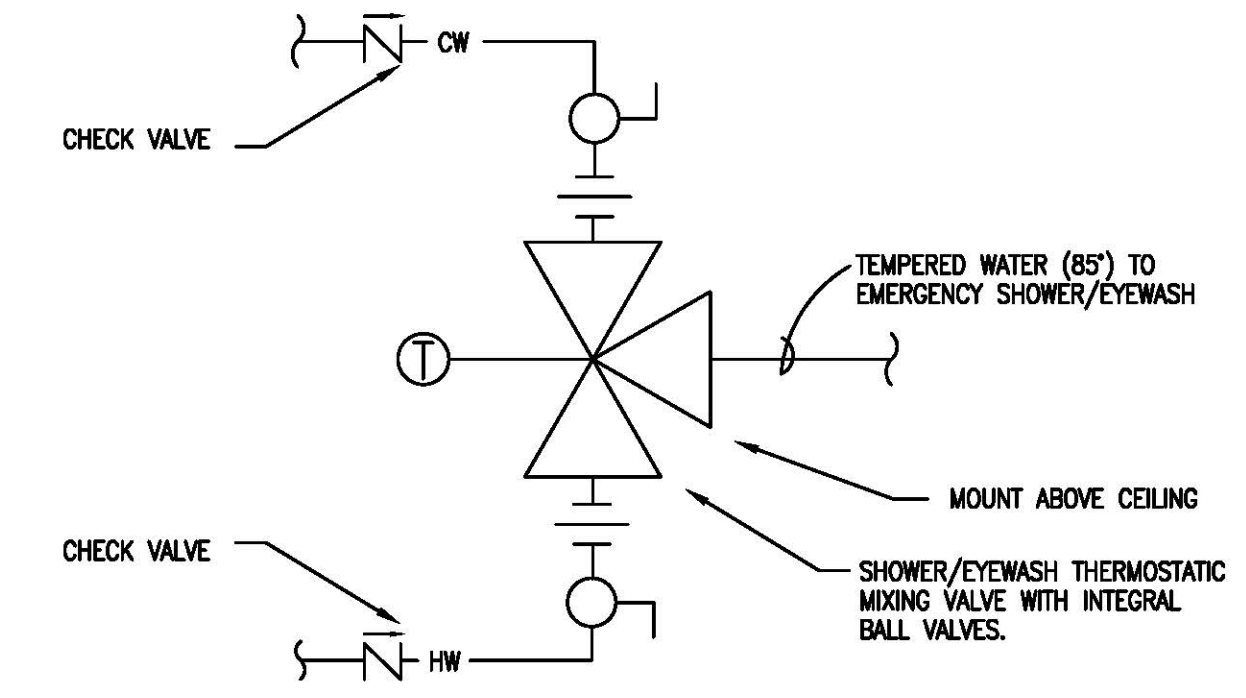 CW
CHECK VALVE
TEMPERED WATER (85°) TO
EMERGENCY SHOWER/EYEWASH
T
MOUNT ABOVE CEILING
CHECK VALVE
SHOWER/EYEWASH THERMOSTATIC
MIXING VALVE WITH INTEGRAL
BALL VALVES.
HW